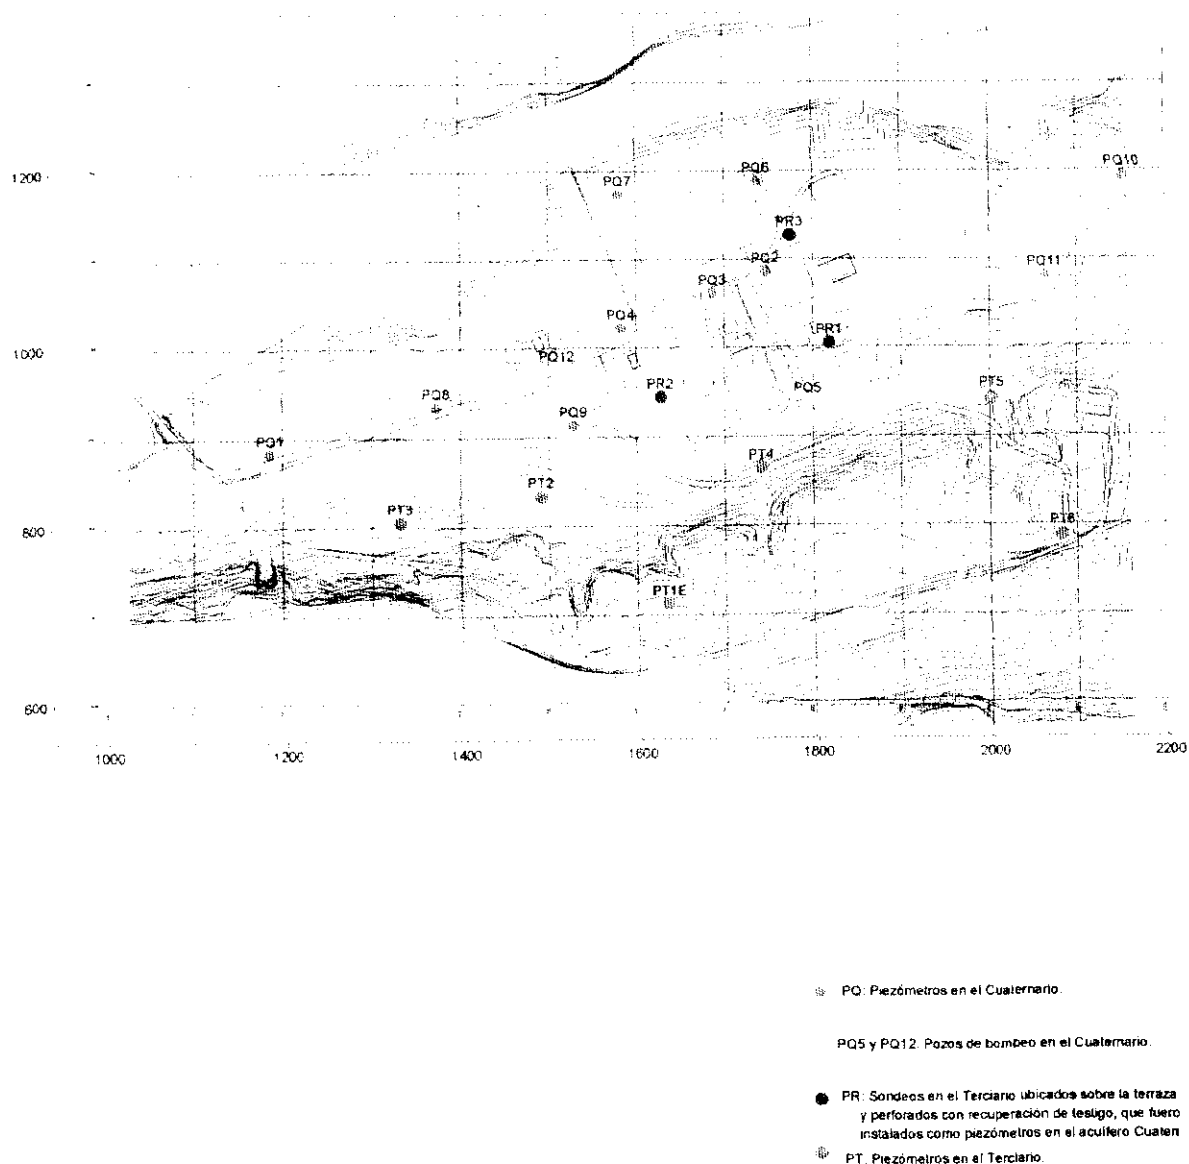 PQ10
1200
PQ7
PQ6
PR3
PQ2
PQ11
PQ3
PQ4
PR1
1000
PQ12
PR2
PQ5
PT5
PQ8
PQ9
PQ1
PT4
PT2
PT3
800
PT6
PT1E
600
1000 1200 1400 1600 1800 2000 2200
PQ: Piezómetros en el Cuaternario.
PQ5 y PQ12. Pozos de bombeo en el Cuaternario.
PR: Sondeos en el Terciario ubicados sobre la terraza
y perforados con recuperación de testigo, que fuero
instalados como piezómetros en el acuífero Cuatern
PT. Piezómetros en el Terciario.